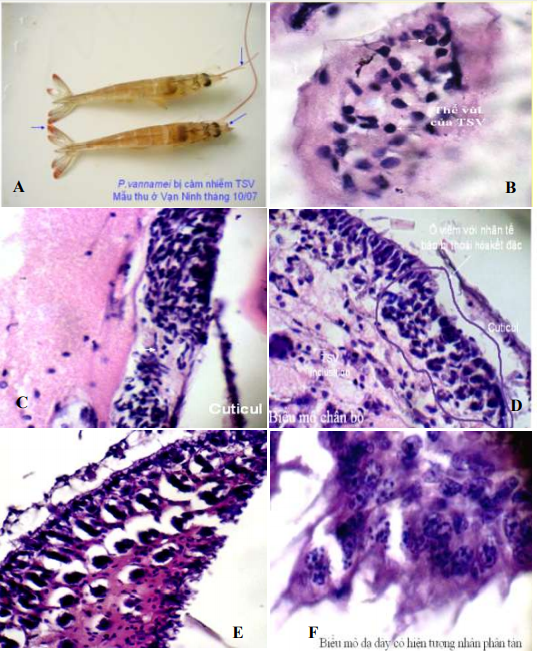 A
P.vannamei bị cảm nhiễm TSV
Mẫu thu ở Vạn Ninh tháng 10/07
B
Thể vùi
của TSV
C
Cuticul
D
Ổ viêm với nhân tế
bào bị thoái hóa kết đặc
Cuticul
TSV
inclusion
Biểu mô chân bò
E
F
Biểu mô dạ dày có hiện tượng nhân phân tán